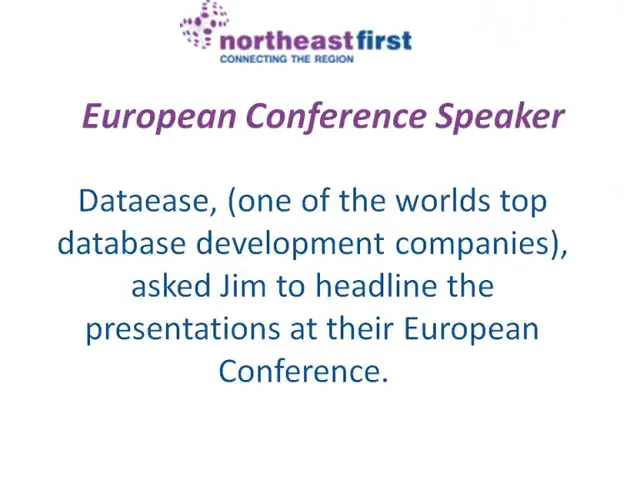 northeastfirst
CONNECTING THE REGION
European Conference Speaker
Dataease, (one of the worlds top
database development companies),
asked Jim to headline the
presentations at their European
Conference.